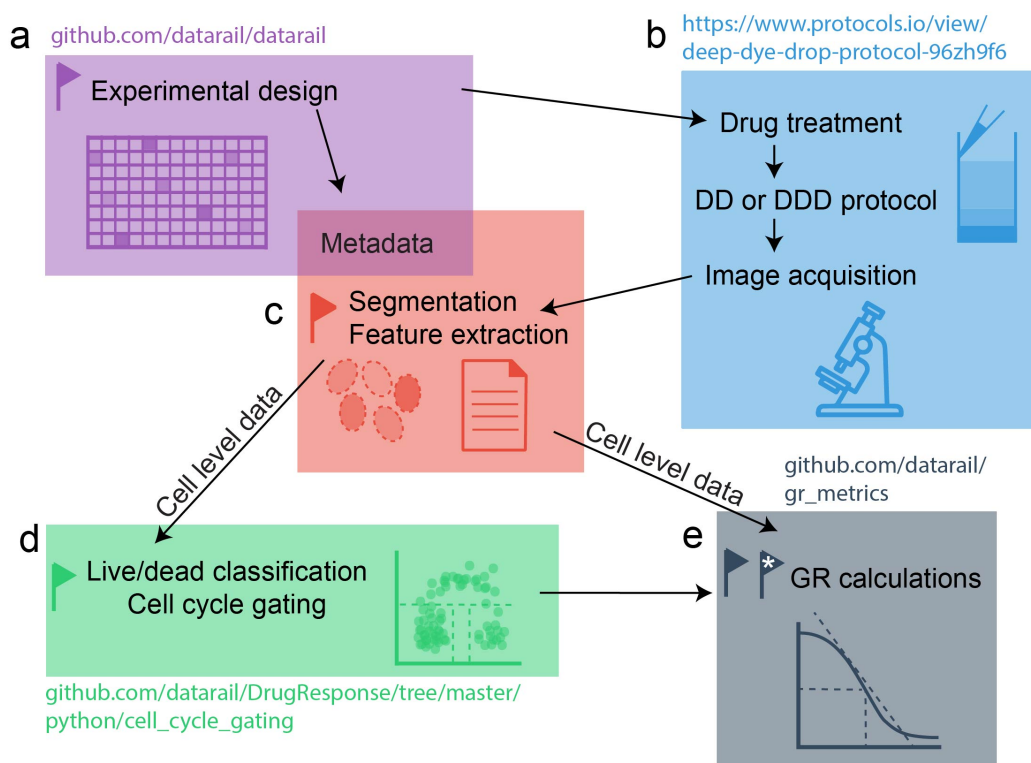 a
github.com/datarail/datarail
Experimental design
b
https://www.protocols.io/view/
deep-dye-drop-protocol-96zh9f6
Drug treatment
DD or DDD protocol
Image acquisition
Metadata
c
Segmentation
Feature extraction
Cell level data
Cell level data
d
Live/dead classification
Cell cycle gating
github.com/datarail/DrugResponse/tree/master/
python/cell_cycle_gating
github.com/datarail/
gr_metrics
e
*
GR calculations